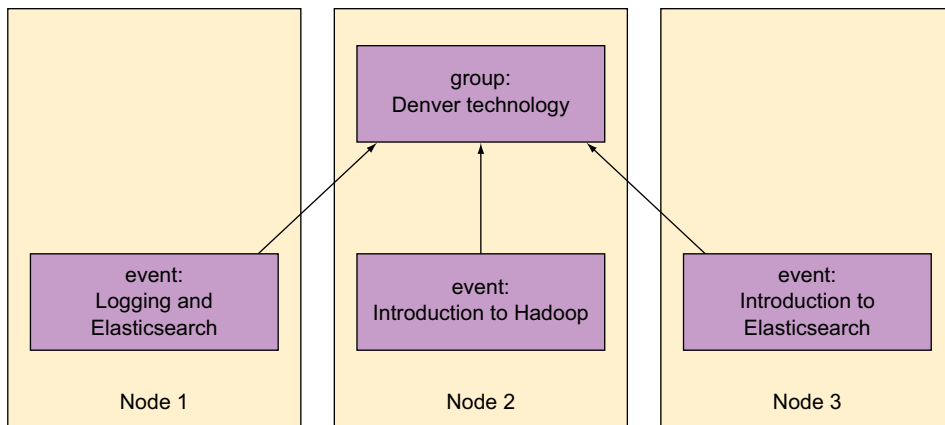 group:
Denver technology
event:
Logging and
Elasticsearch
event:
Introduction to Hadoop
event:
Introduction to
Elasticsearch
Node 1
Node 2
Node 3